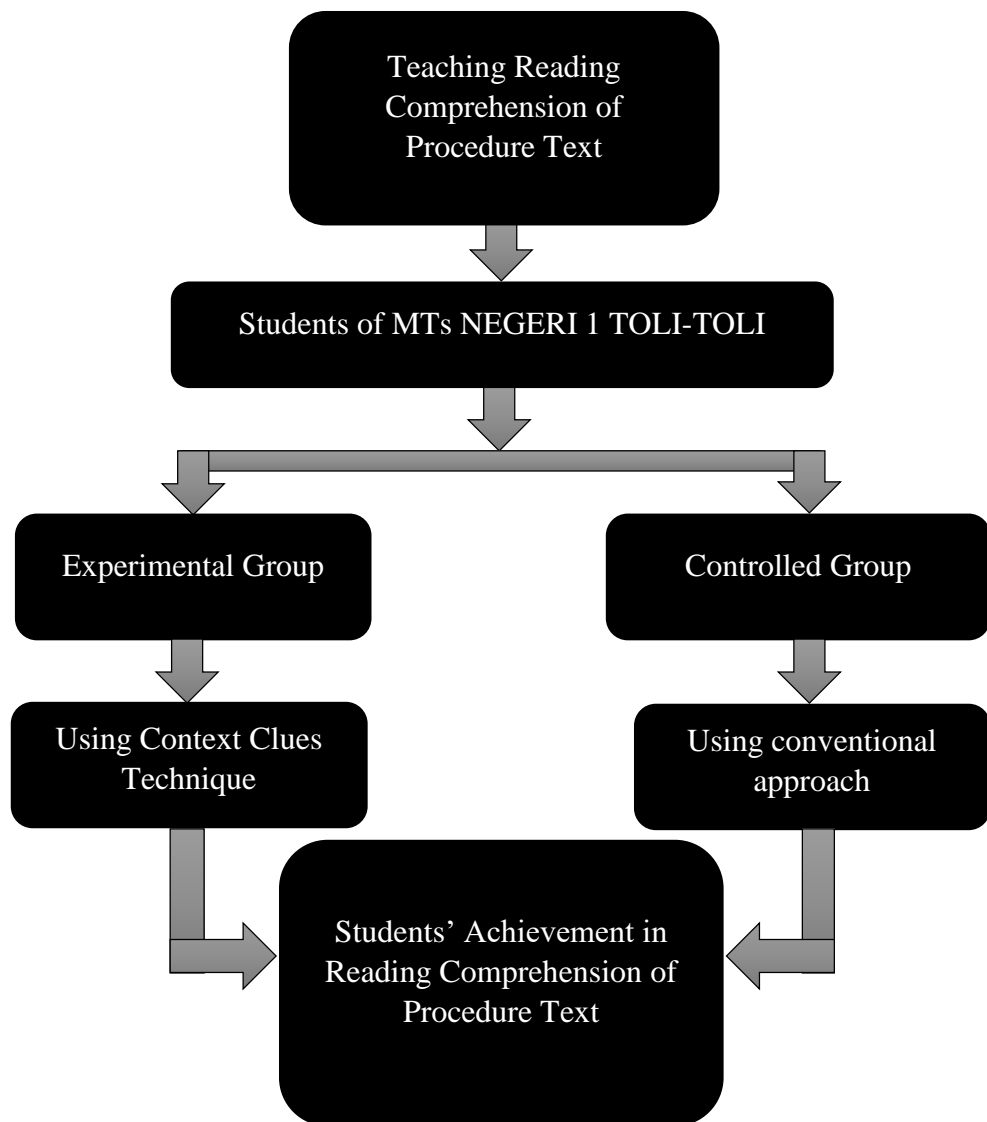 Teaching Reading
Comprehension of
Procedure Text
Students of MTs NEGERI 1 TOLI-TOLI
Experimental Group
Controlled Group
Using Context Clues
Technique
Using conventional
approach
Students’ Achievement in
Reading Comprehension of
Procedure Text